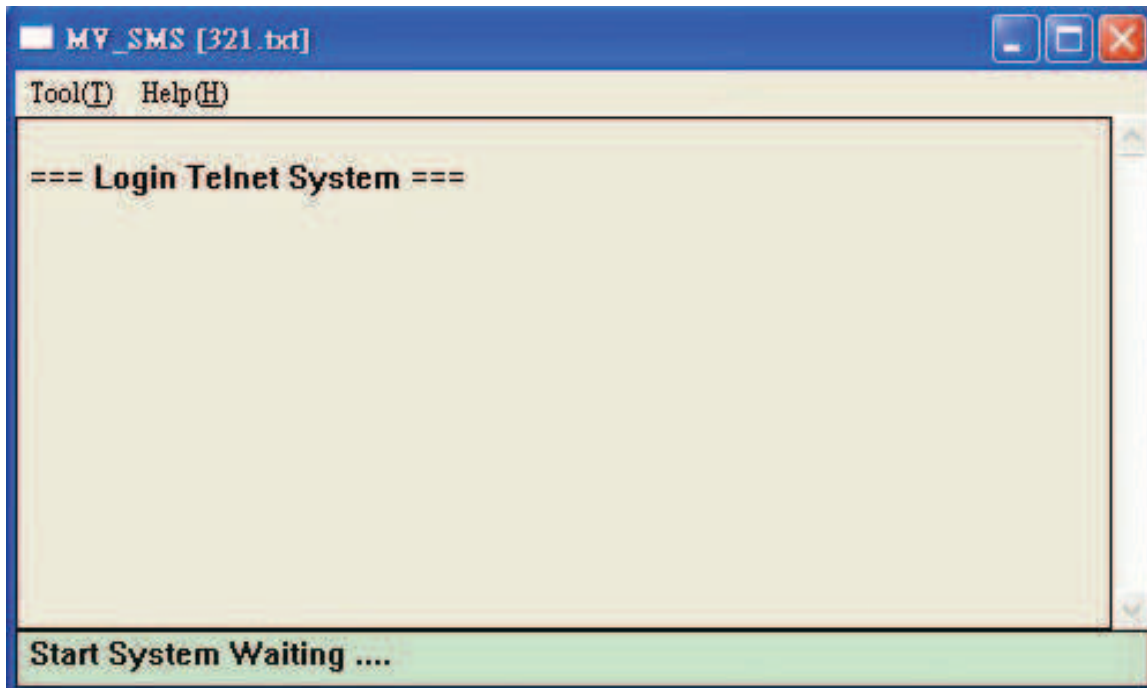 MV_SMS [321.txt]
Tool(T) Help(H)
=== Login Telnet System ===
Start System Waiting ....